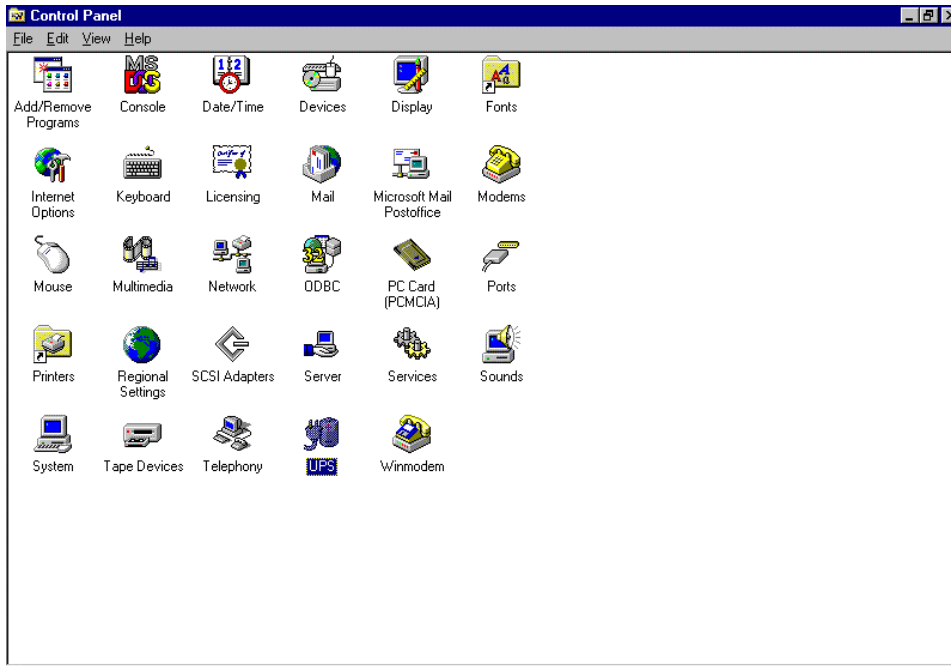 Control Panel
File Edit View Help
Add/Remove Programs
Console
Date/Time
Devices
Display
Fonts
Internet Options
Keyboard
Licensing
Mail
Microsoft Mail Postoffice
Modems
Mouse
Multimedia
Network
ODBC
PC Card (PCMCIA)
Ports
Printers
Regional Settings
SCSI Adapters
Server
Services
Sounds
System
Tape Devices
Telephony
UPS
Winmodem